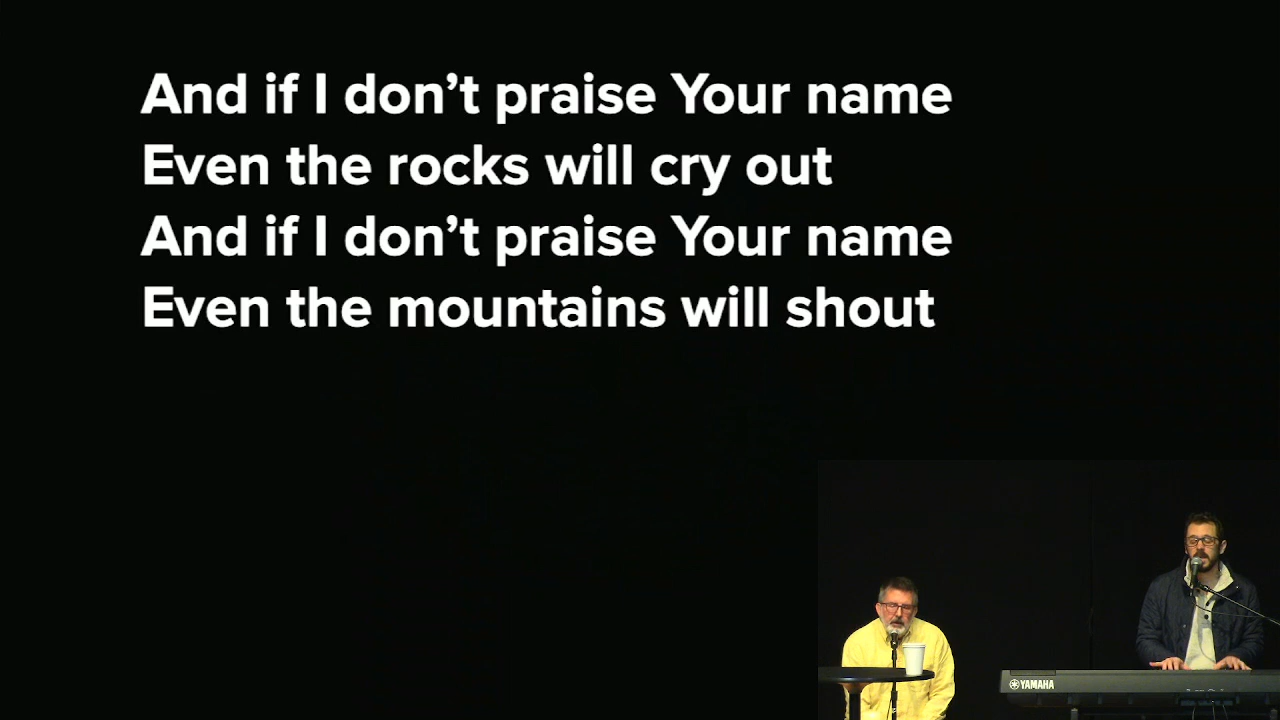 And if I don’t praise Your name
Even the rocks will cry out
And if I don’t praise Your name
Even the mountains will shout
YAMAHA